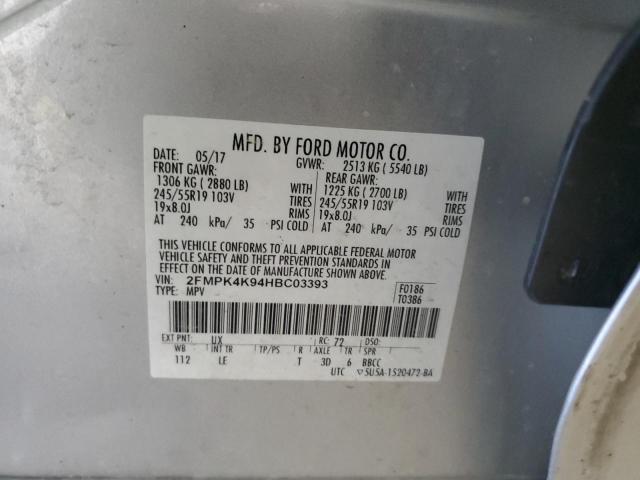 MFD. BY FORD MOTOR CO.
DATE: 05/17 GVWR: 2513 KG ( 5540 LB)
FRONT GAWR: REAR GAWR:
1306 KG ( 2880 LB) WITH 1225 KG ( 2700 LB) WITH
245/55R19 103V TIRES 245/55R19 103V TIRES
19x8.0J RIMS 19x8.0J RIMS
AT 240 kPa/ 35 PSI COLD AT 240 kPa/ 35 PSI COLD
THIS VEHICLE CONFORMS TO ALL APPLICABLE FEDERAL MOTOR
VEHICLE SAFETY AND THEFT PREVENTION STANDARDS IN
EFFECT ON THE DATE OF MANUFACTURE SHOWN ABOVE.
VIN: 2FMPK4K94HBC03393 F0186
TYPE: MPV T0386
EXT PNT: UX RC: 72 DSO:
WB INT TR TP/PS R AXLE TR SPR
112 LE T 3D 6 BBCC
UTC ▽5U5A-1520472-BA